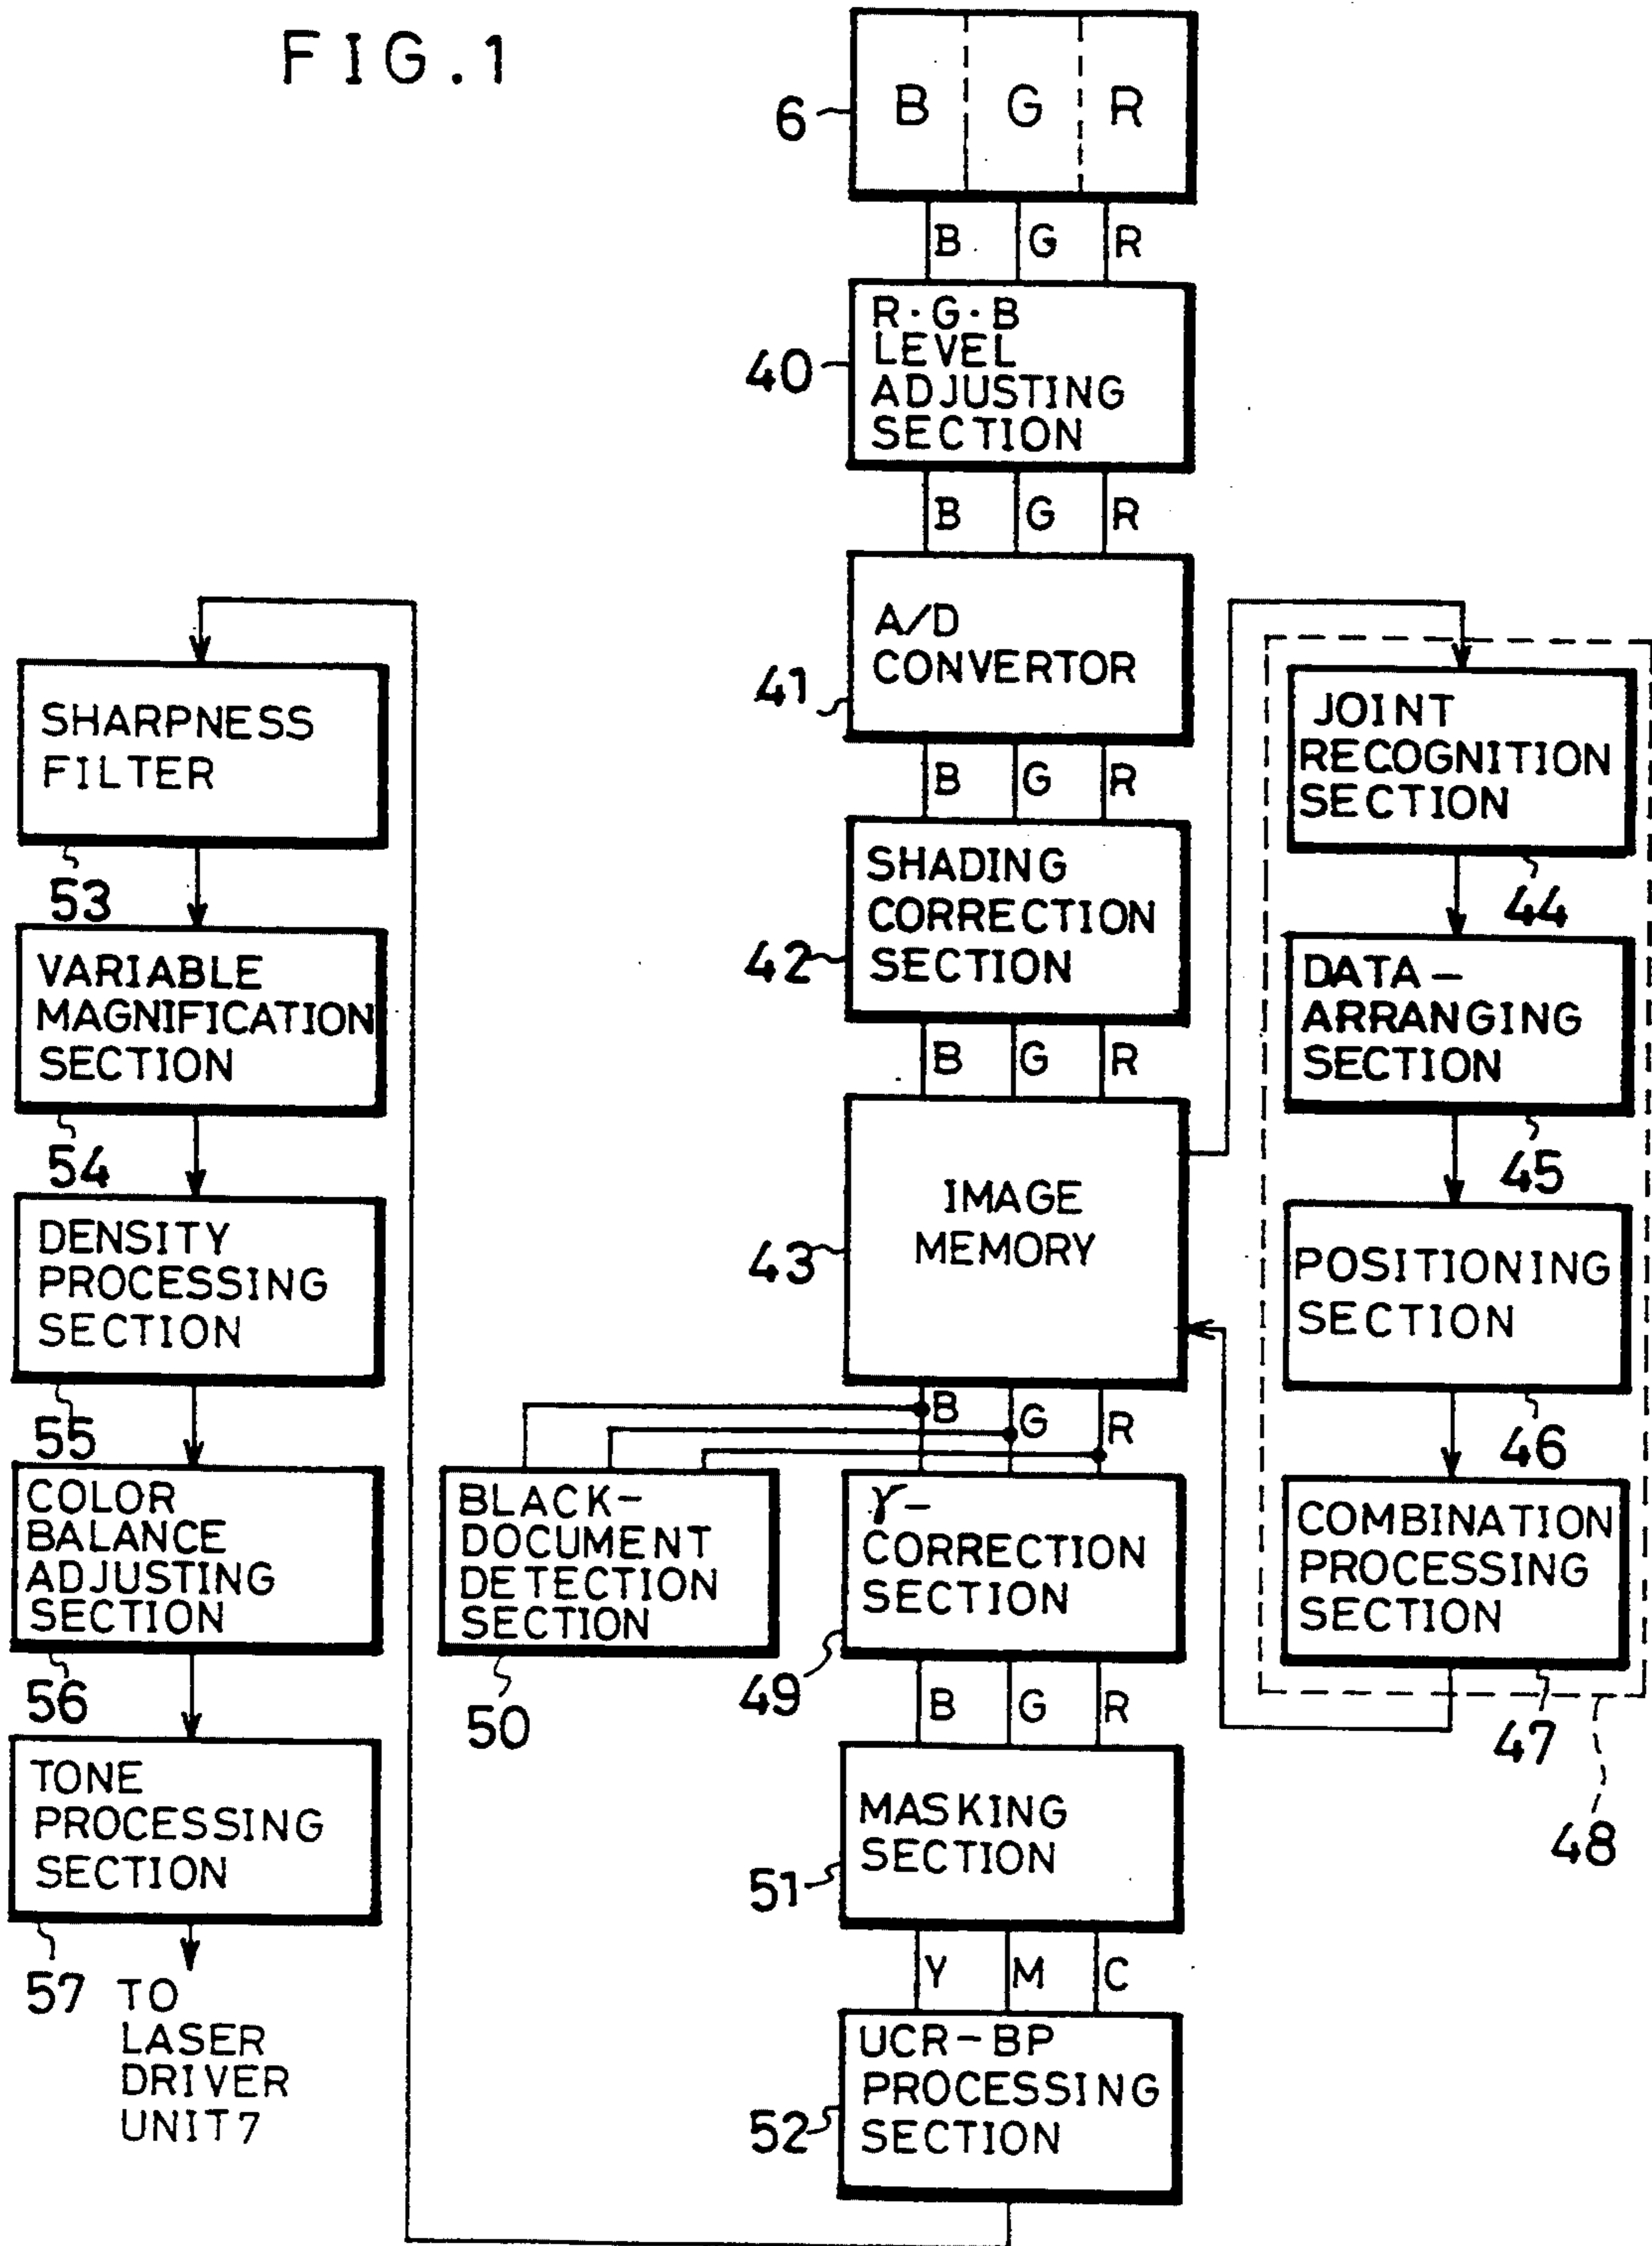 FIG.1
B G R
6
B G R
R·G·B
LEVEL
ADJUSTING
SECTION
40
B G R
A/D
CONVERTOR
41
B G R
SHADING
CORRECTION
SECTION
42
B G R
IMAGE
MEMORY
43
JOINT
RECOGNITION
SECTION
44
DATA-
ARRANGING
SECTION
45
POSITIONING
SECTION
46
COMBINATION
PROCESSING
SECTION
47
48
B G R
BLACK-
DOCUMENT
DETECTION
SECTION
50
γ-
CORRECTION
SECTION
49
B G R
MASKING
SECTION
51
Y M C
UCR-BP
PROCESSING
SECTION
52
SHARPNESS
FILTER
53
VARIABLE
MAGNIFICATION
SECTION
54
DENSITY
PROCESSING
SECTION
55
COLOR
BALANCE
ADJUSTING
SECTION
56
TONE
PROCESSING
SECTION
57
TO
LASER
DRIVER
UNIT7